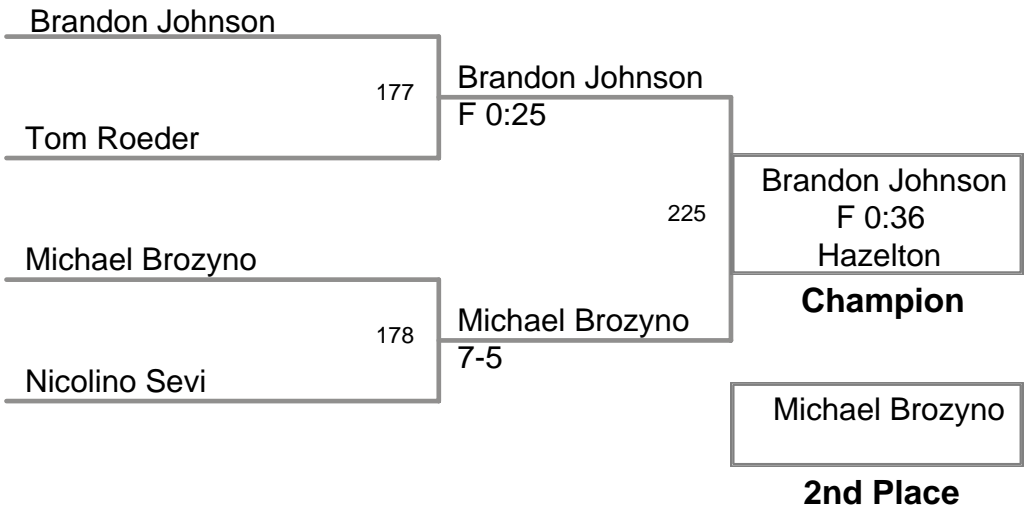 Brandon Johnson
177
Tom Roeder
Brandon Johnson
F 0:25
Michael Brozyno
178
Nicolino Sevi
Michael Brozyno
7-5
225
Brandon Johnson
F 0:36
Hazelton
Champion
Michael Brozyno
2nd Place